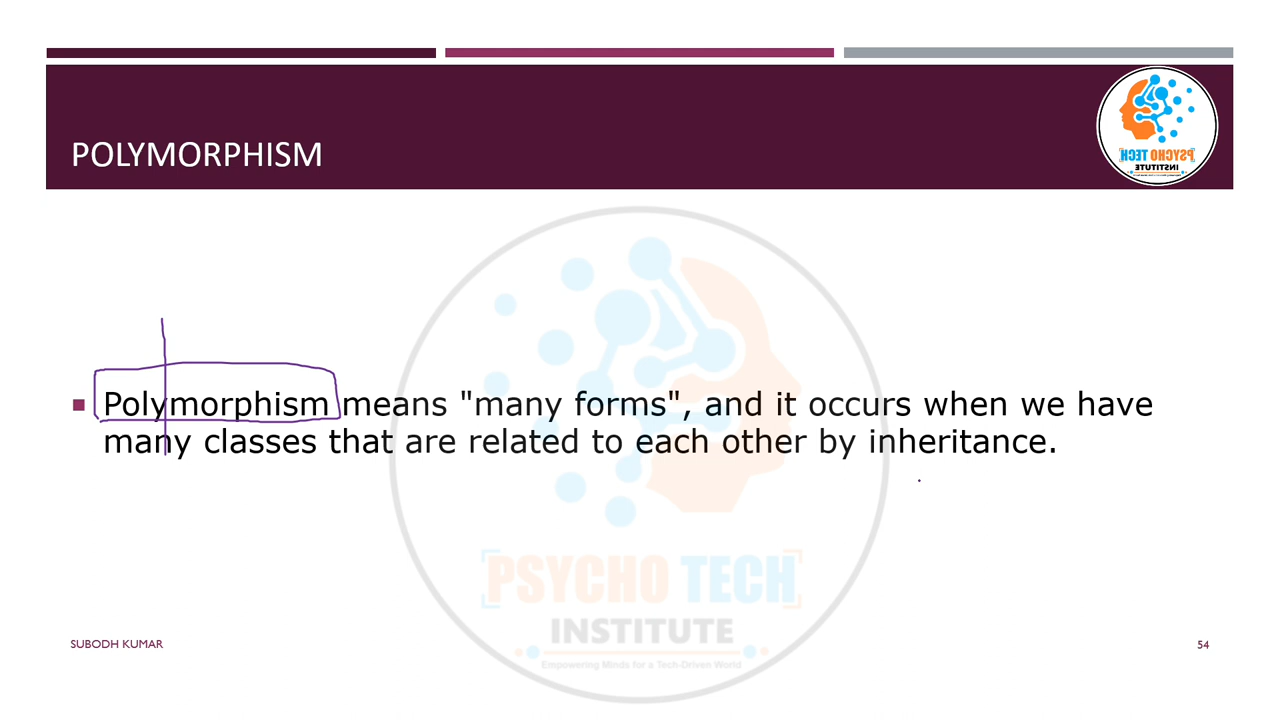 POLYMORPHISM
PSYCHO TECH
INSTITUTE
Polymorphism means "many forms", and it occurs when we have
many classes that are related to each other by inheritance.
PSYCHO TECH
INSTITUTE
Empowering Minds for a Tech-Driven World
SUBODH KUMAR
54